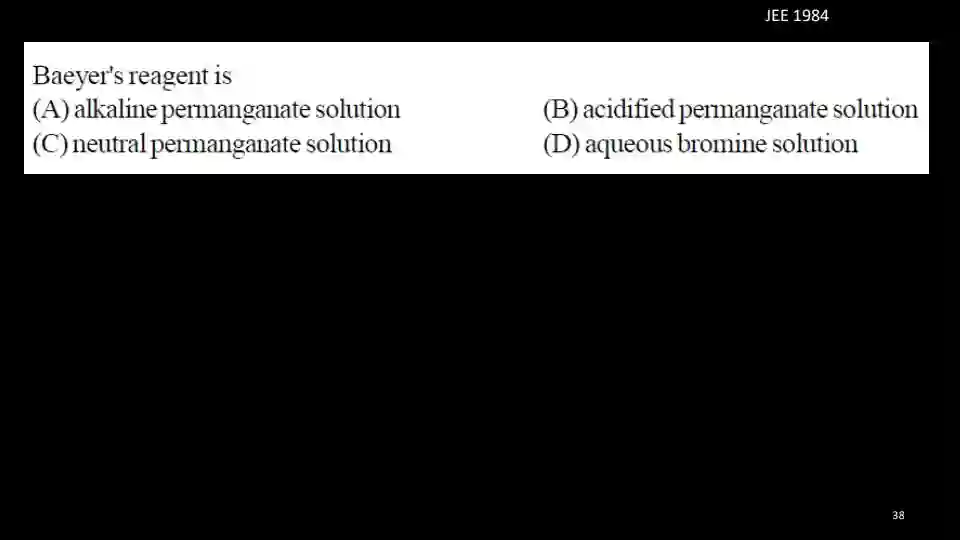 JEE 1984
Baeyer's reagent is
(A) alkaline permanganate solution (B) acidified permanganate solution
(C) neutral permanganate solution (D) aqueous bromine solution
38